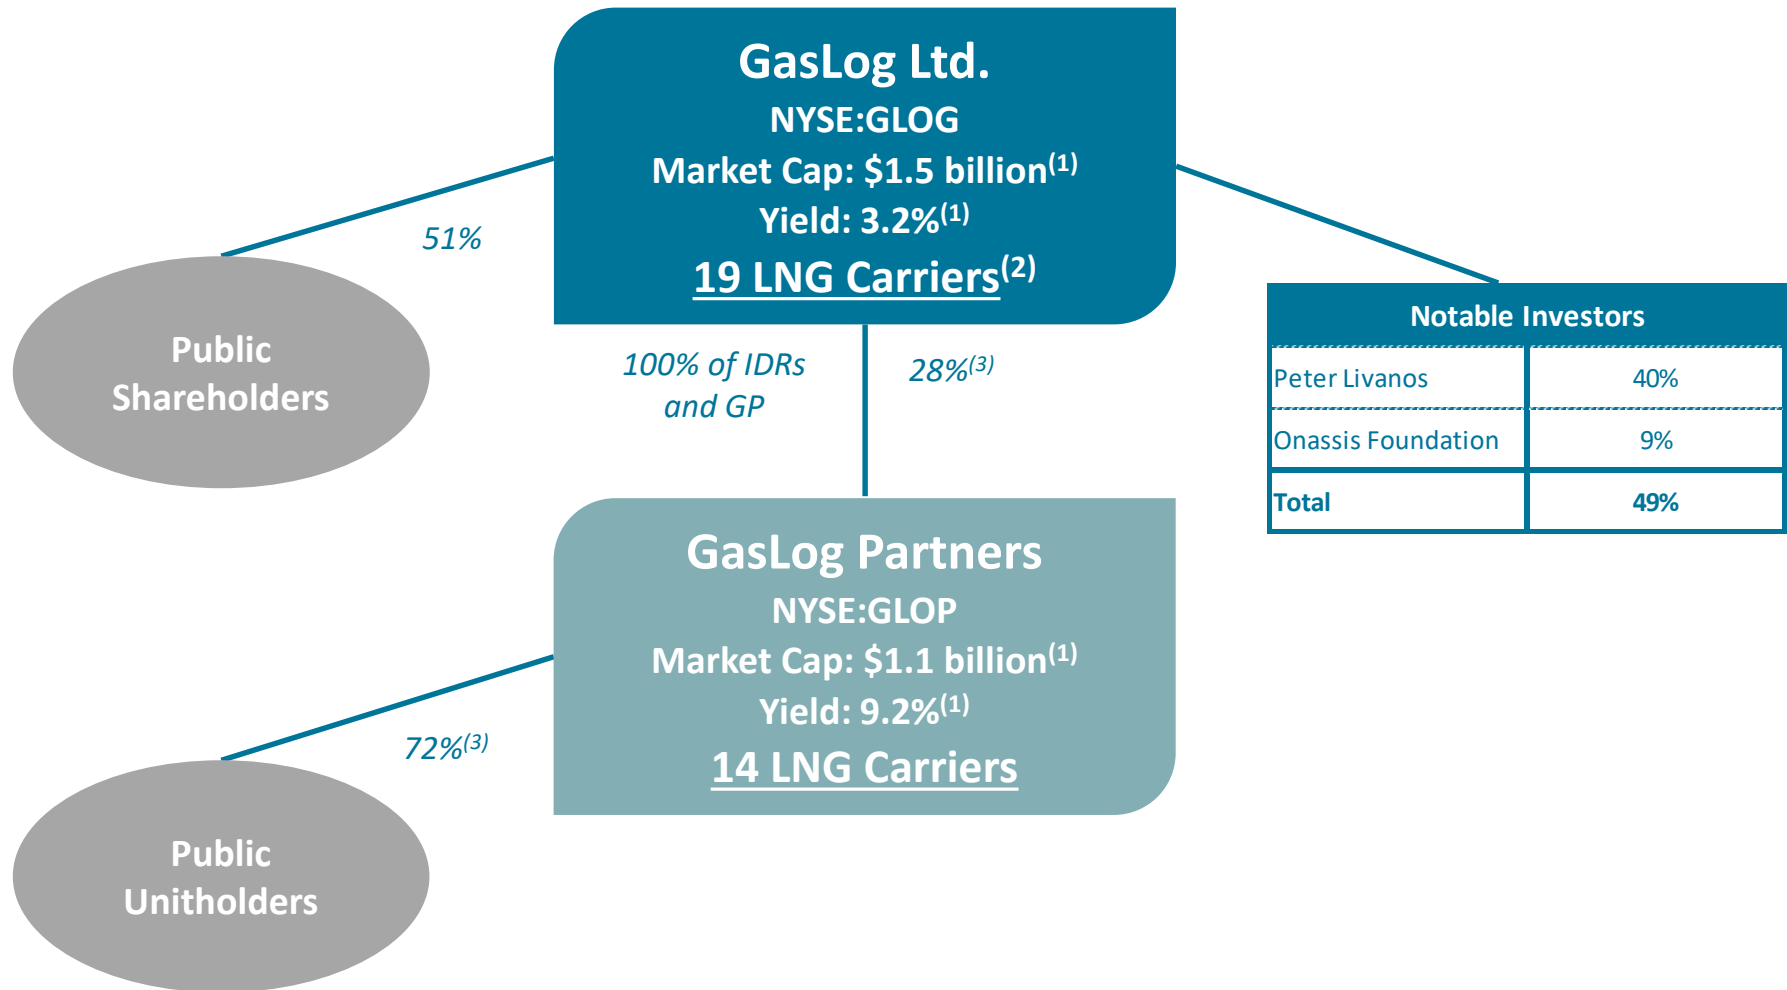 GasLog Ltd.
NYSE:GLOG
Market Cap: $1.5 billion(1)
Yield: 3.2%(1)
19 LNG Carriers(2)
51%
Public
Shareholders
100% of IDRs
and GP
28%(3)
Notable Investors
Peter Livanos 40%
Onassis Foundation 9%
Total 49%
GasLog Partners
NYSE:GLOP
Market Cap: $1.1 billion(1)
Yield: 9.2%(1)
14 LNG Carriers
72%(3)
Public
Unitholders